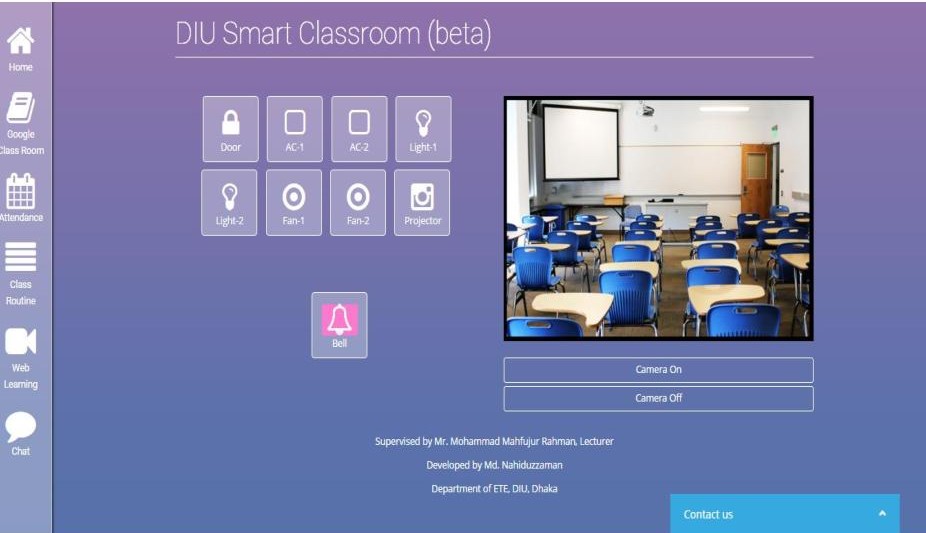 DIU Smart Classroom (beta)
Home
Google
Class Room
Attendance
Class
Routine
Web
Learning
Chat
Door
AC-1
AC-2
Light-1
Light-2
Fan-1
Fan-2
Projector
Bell
Camera On
Camera Off
Supervised by Mr. Mohammad Mahfujur Rahman, Lecturer
Developed by Md. Nahiduzzaman
Department of ETE, DIU, Dhaka
Contact us